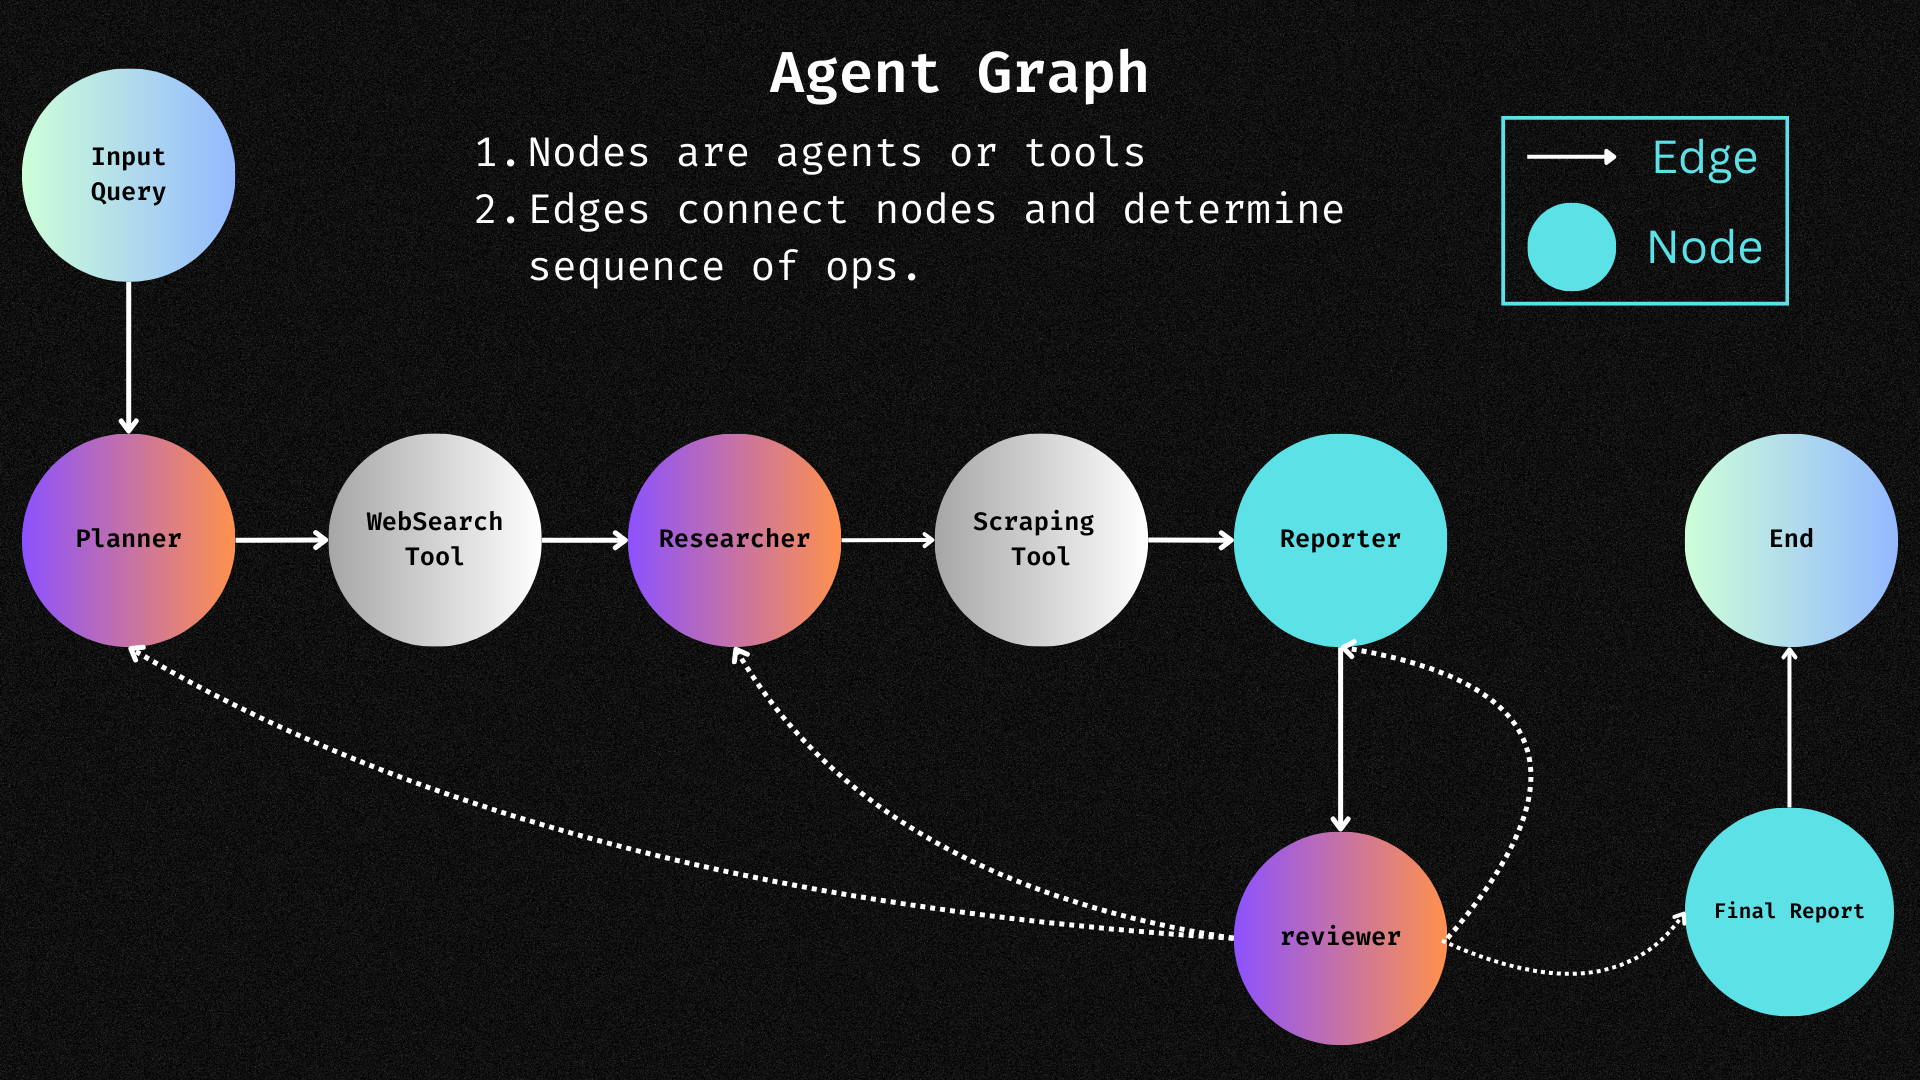 Agent Graph
1. Nodes are agents or tools
2. Edges connect nodes and determine
sequence of ops.
Edge
Node
Input
Query
Planner
WebSearch
Tool
Researcher
Scraping
Tool
Reporter
End
reviewer
Final Report